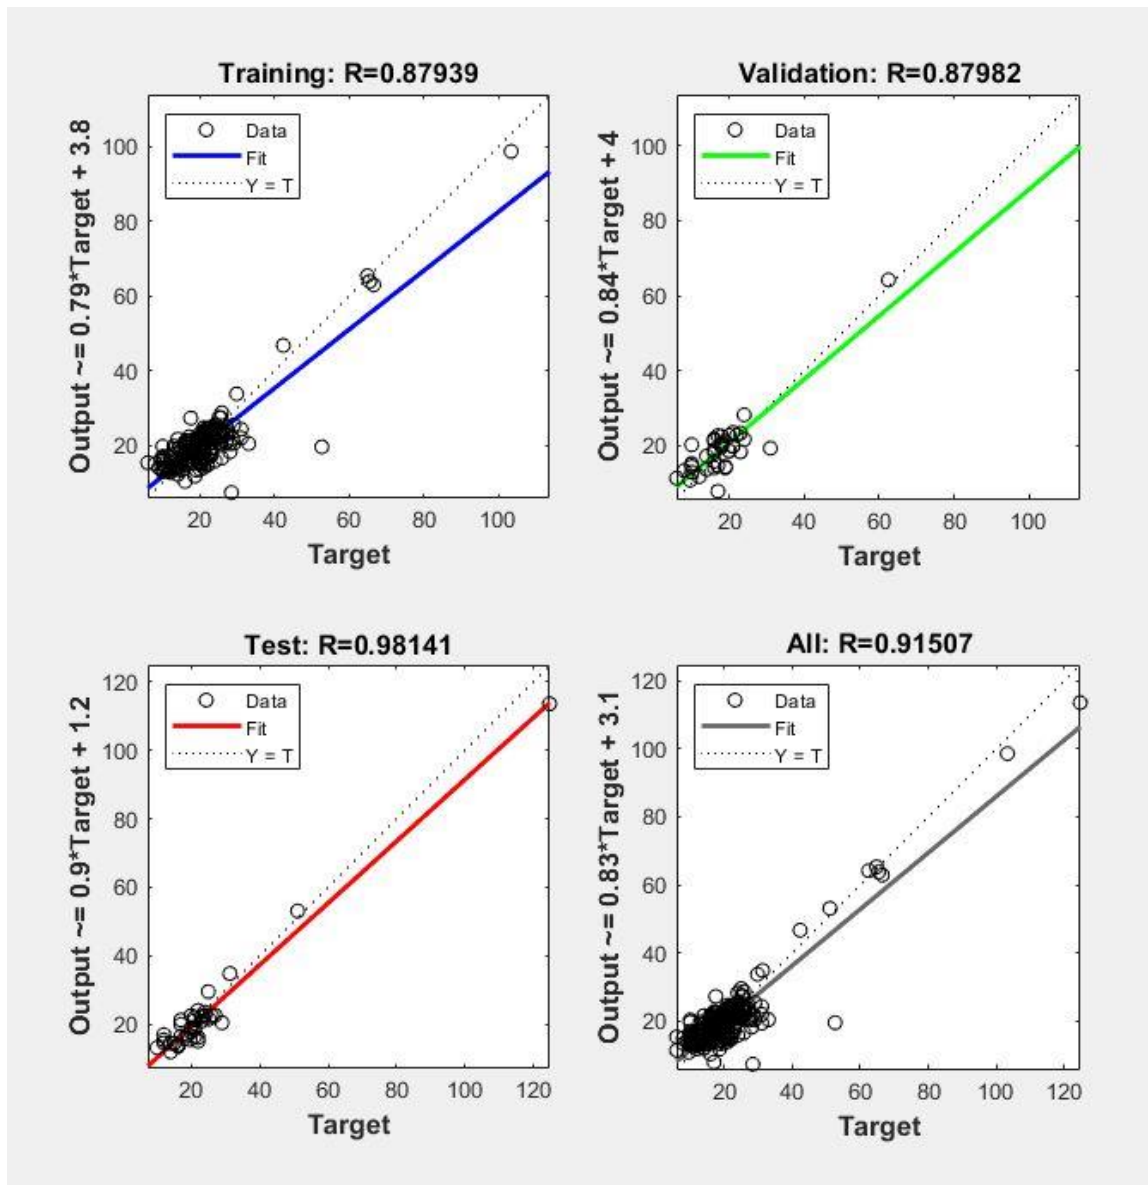 Training: R=0.87939
Output ~= 0.79*Target + 3.8
Data
Fit
Y = T
100
80
60
40
20
20 40 60 80 100
Target
Validation: R=0.87982
Output ~= 0.84*Target + 4
Data
Fit
Y = T
100
80
60
40
20
20 40 60 80 100
Target
Test: R=0.98141
Output ~= 0.9*Target + 1.2
Data
Fit
Y = T
120
100
80
60
40
20
20 40 60 80 100 120
Target
All: R=0.91507
Output ~= 0.83*Target + 3.1
Data
Fit
Y = T
120
100
80
60
40
20
20 40 60 80 100 120
Target